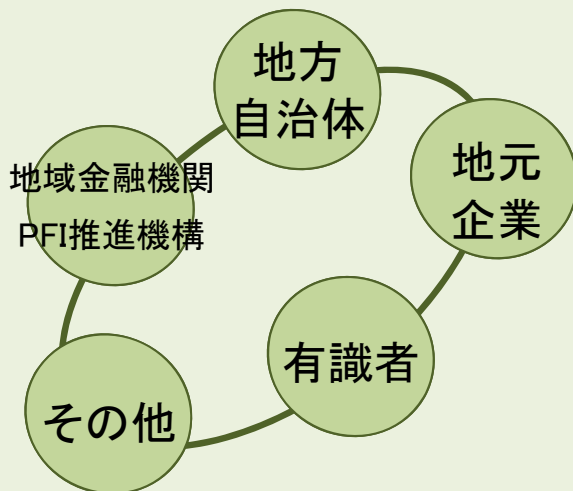 地方
自治体
地元
企業
地域金融機関
PFI推進機構
有識者
その他